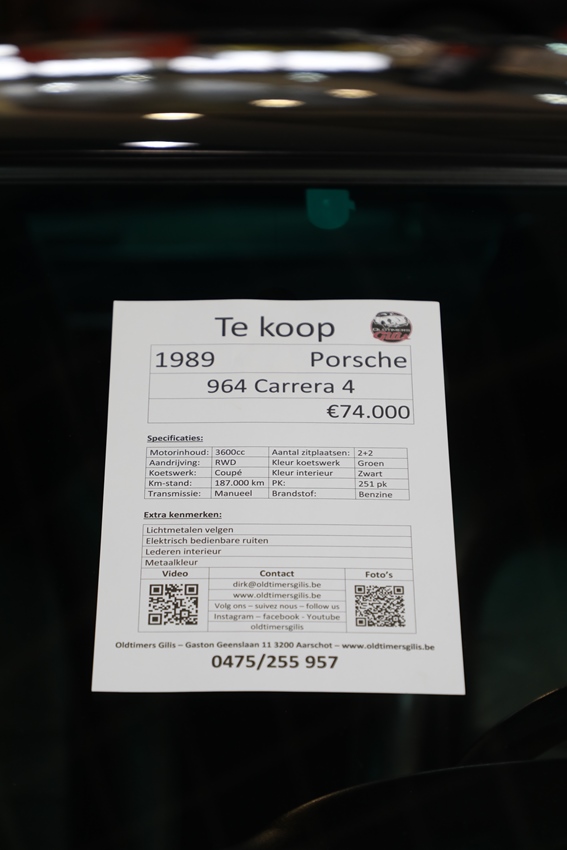 Te koop
OLDTIMERS
Gilis
1989 Porsche
964 Carrera 4
€74.000
Specificaties:
Motorinhoud: 3600cc Aantal zitplaatsen: 2+2
Aandrijving: RWD Kleur koetswerk Groen
Koetswerk: Coupé Kleur interieur Zwart
Km-stand: 187.000 km PK: 251 pk
Transmissie: Manueel Brandstof: Benzine
Extra kenmerken:
Lichtmetalen velgen
Elektrisch bedienbare ruiten
Lederen interieur
Metaalkleur
Video Contact Foto's
dirk@oldtimersgilis.be
www.oldtimersgilis.be
Volg ons – suivez nous – follow us
Instagram – facebook - Youtube
oldtimersgilis
Oldtimers Gilis – Gaston Geenslaan 11 3200 Aarschot – www.oldtimersgilis.be
0475/255 957